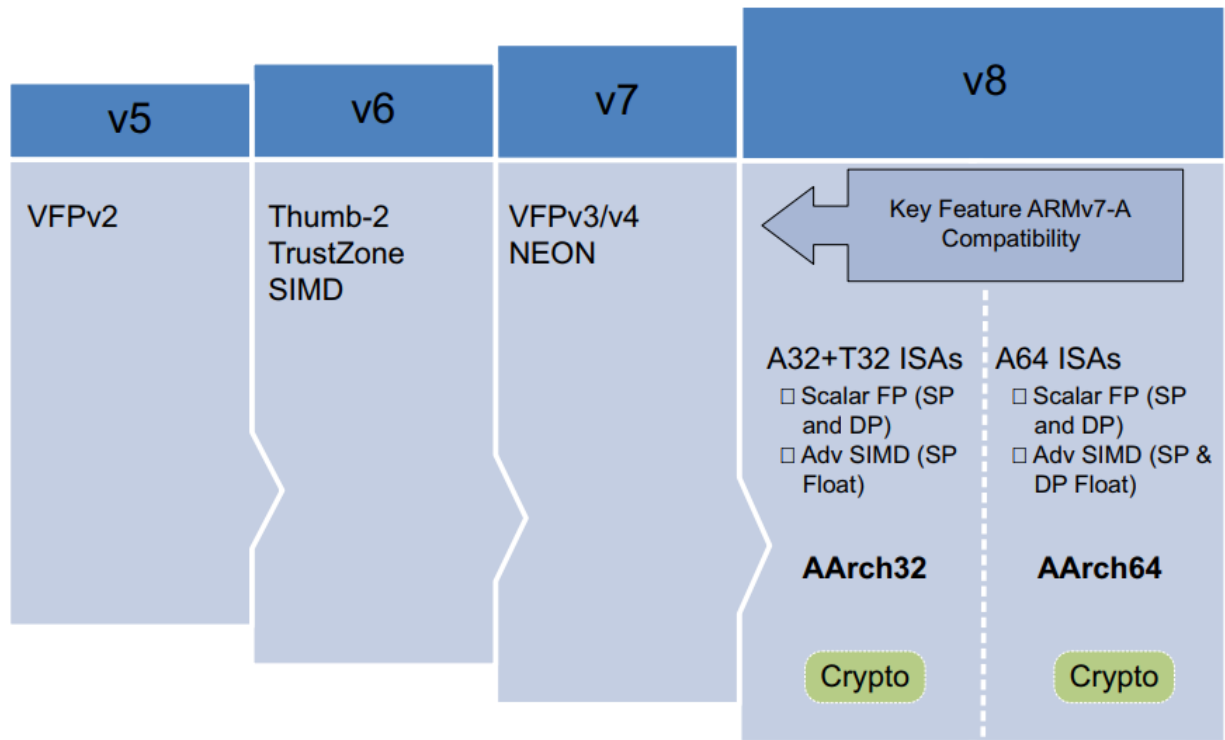 v5
v6
v7
v8
VFPv2
Thumb-2
TrustZone
SIMD
VFPv3/v4
NEON
Key Feature ARMv7-A
Compatibility
A32+T32 ISAs
□ Scalar FP (SP
and DP)
□ Adv SIMD (SP
Float)
AArch32
Crypto
A64 ISAs
□ Scalar FP (SP
and DP)
□ Adv SIMD (SP &
DP Float)
AArch64
Crypto